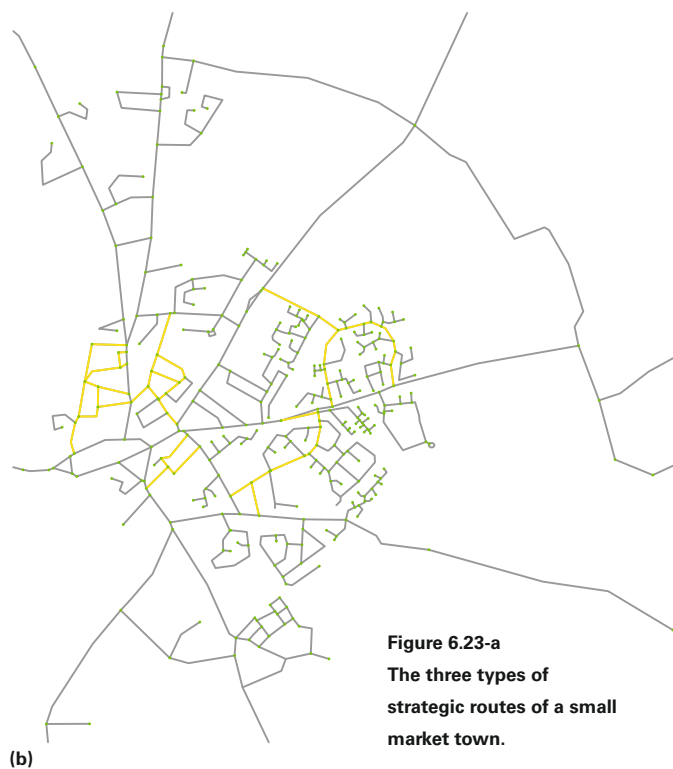 Figure 6.23-a
The three types of
strategic routes of a small
market town.
(b)